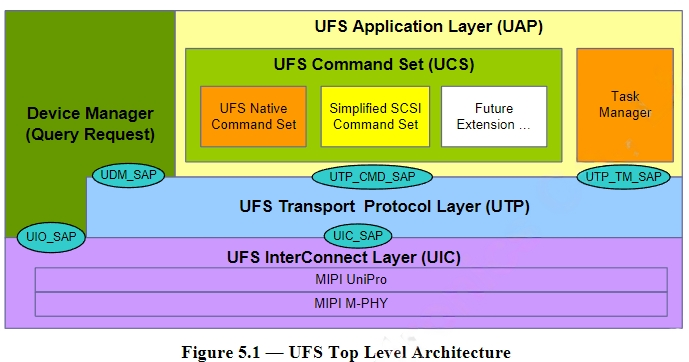 UFS Application Layer (UAP)
UFS Command Set (UCS)
Device Manager
(Query Request)
UFS Native
Command Set
Simplified SCSI
Command Set
Future
Extension ...
Task
Manager
UDM_SAP
UTP_CMD_SAP
UTP_TM_SAP
UFS Transport Protocol Layer (UTP)
UIO_SAP
UIC_SAP
UFS InterConnect Layer (UIC)
MIPI UniPro
MIPI M-PHY
Figure 5.1 — UFS Top Level Architecture